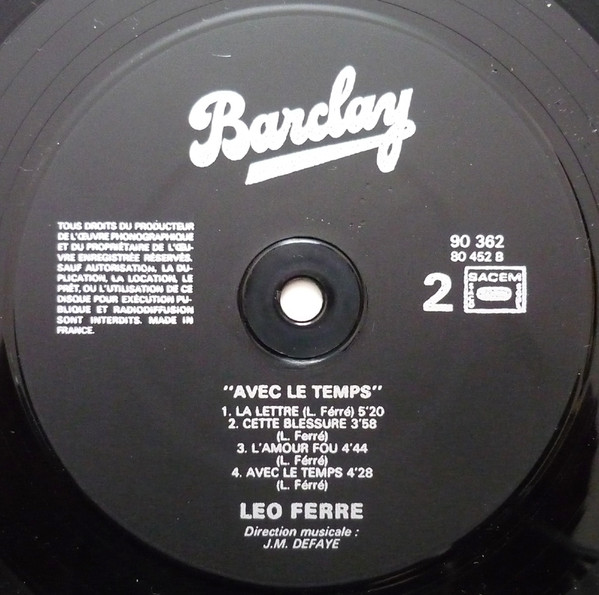 Barclay
TOUS DROITS DU PRODUCTEUR
DE L'ŒUVRE PHONOGRAPHIQUE
ET DU PROPRIÉTAIRE DE L'ŒU-
VRE ENREGISTRÉE RÉSERVÉS.
SAUF AUTORISATION, LA DU-
PLICATION, LA LOCATION, LE
PRÊT, OU L'UTILISATION DE CE
DISQUE POUR EXÉCUTION PU-
BLIQUE ET RADIODIFFUSION
SONT INTERDITS. MADE IN
FRANCE.
90 362
80 452 B
2
SACEM
"AVEC LE TEMPS"
1. LA LETTRE (L. Férré) 5'20
2. CETTE BLESSURE 3'58
(L. Ferré)
3. L'AMOUR FOU 4'44
(L. Férré)
4. AVEC LE TEMPS 4'28
(L. Férré)
LEO FERRE
Direction musicale :
J.M. DEFAYE